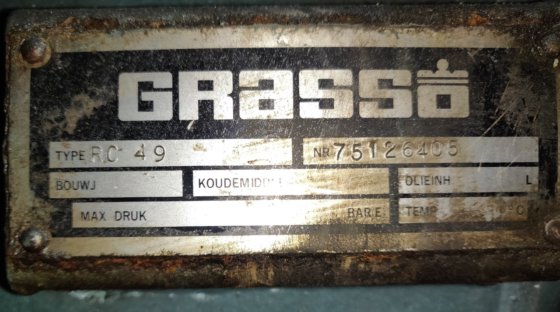 GRASSO
TYPE RC 49 NR 75126405
BOUWJ KOUDEMIDDEL OLIEINH L
MAX DRUK BAR E TEMP °C